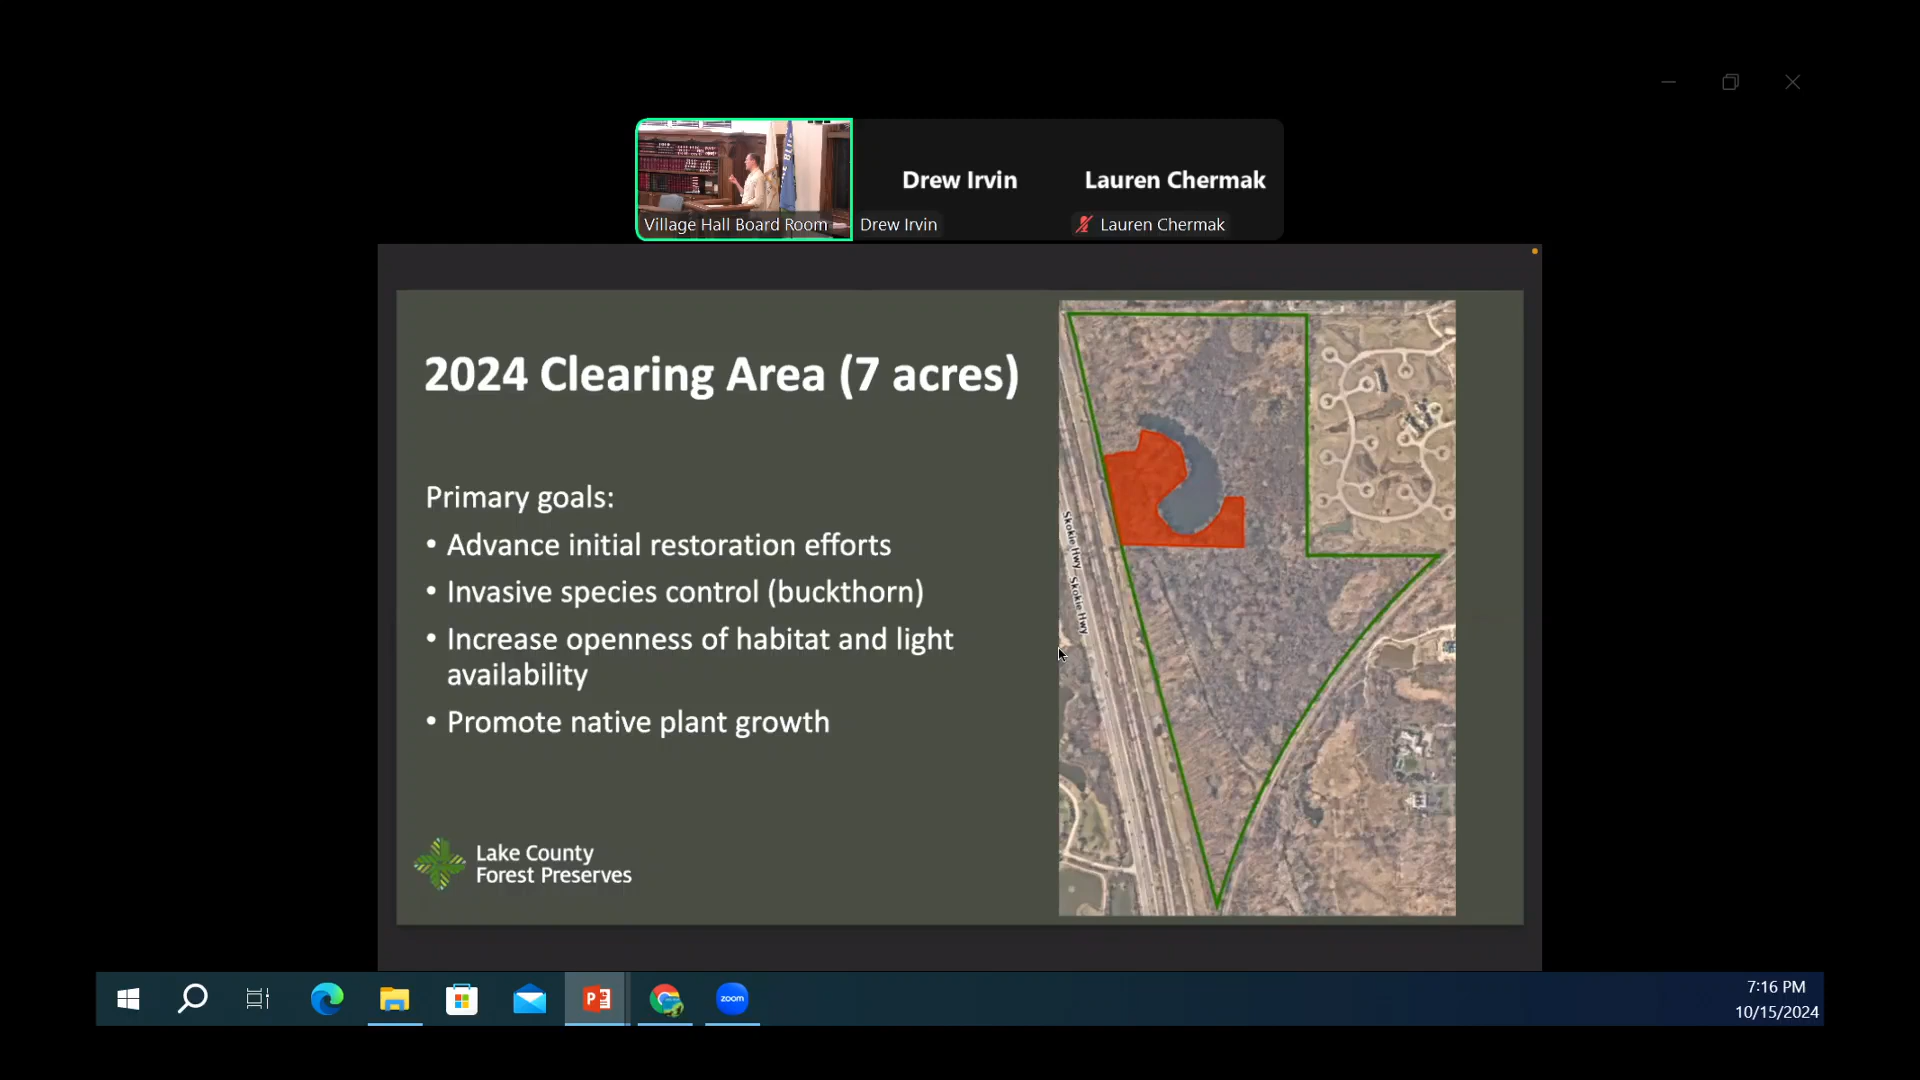 Drew Irvin
Lauren Chermak
Village Hall Board Room
Drew Irvin
Lauren Chermak
2024 Clearing Area (7 acres)
Primary goals:
• Advance initial restoration efforts
• Invasive species control (buckthorn)
• Increase openness of habitat and light
availability
• Promote native plant growth
Skokie Hwy
Skokie Hwy
Lake County
Forest Preserves
zoom
7:16 PM
10/15/2024